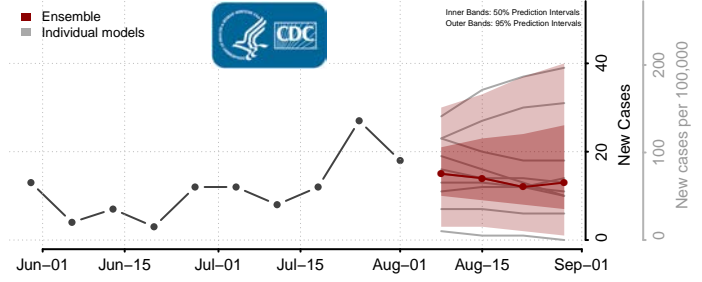 Ensemble
Individual models
CDC
Inner Bands: 50% Prediction Intervals
Outer Bands: 95% Prediction Intervals
0
20
40
New Cases
0
100
200
New cases per 100,000
Jun–01
Jun–15
Jul–01
Jul–15
Aug–01
Aug–15
Sep–01